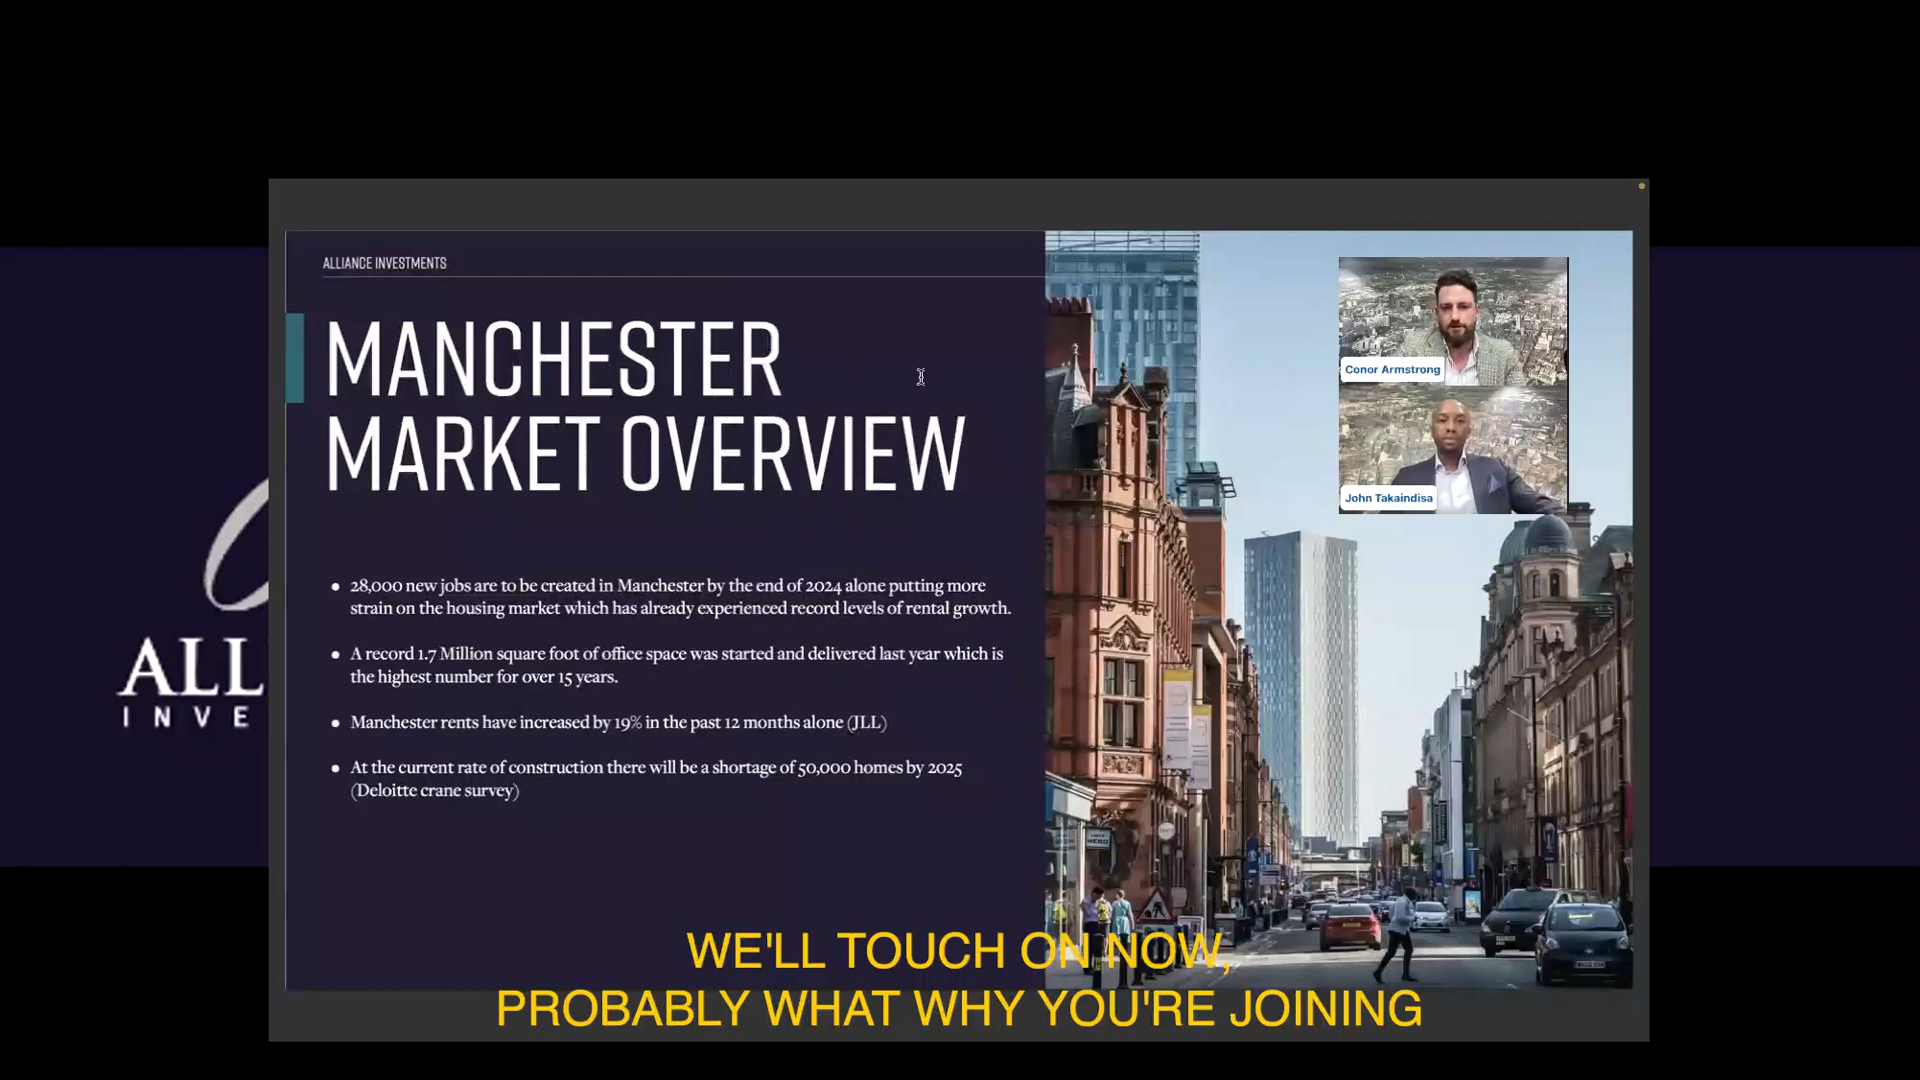 ALLIANCE INVESTMENTS
MANCHESTER
MARKET OVERVIEW
• 28,000 new jobs are to be created in Manchester by the end of 2024 alone putting more
strain on the housing market which has already experienced record levels of rental growth.
• A record 1.7 Million square foot of office space was started and delivered last year which is
the highest number for over 15 years.
• Manchester rents have increased by 19% in the past 12 months alone (JLL)
• At the current rate of construction there will be a shortage of 50,000 homes by 2025
(Deloitte crane survey)
Conor Armstrong
John Takaindisa
ALL
INVE
WE'LL TOUCH ON NOW,
PROBABLY WHAT WHY YOU'RE JOINING